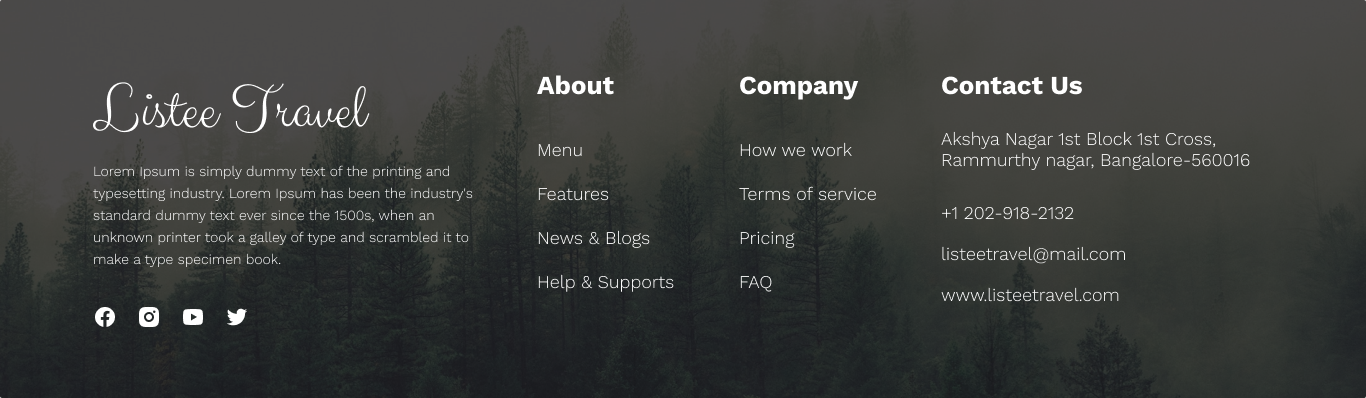 Listee Travel
Lorem Ipsum is simply dummy text of the printing and
typesetting industry. Lorem Ipsum has been the industry's
standard dummy text ever since the 1500s, when an
unknown printer took a galley of type and scrambled it to
make a type specimen book.
About
Menu
Features
News & Blogs
Help & Supports
Company
How we work
Terms of service
Pricing
FAQ
Contact Us
Akshya Nagar 1st Block 1st Cross,
Rammurthy nagar, Bangalore-560016
+1 202-918-2132
listeetravel@mail.com
www.listeetravel.com